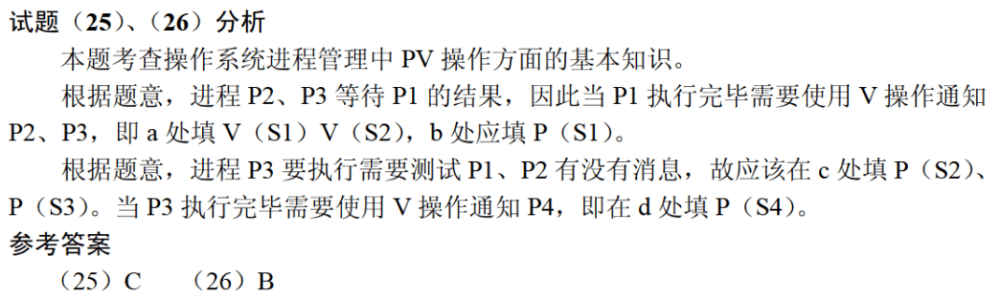 试题（25）、（26）分析
本题考查操作系统进程管理中 PV 操作方面的基本知识。
根据题意，进程 P2、P3 等待 P1 的结果，因此当 P1 执行完毕需要使用 V 操作通知
P2、P3，即 a 处填 V（S1）V（S2），b 处应填 P（S1）。
根据题意，进程 P3 要执行需要测试 P1、P2 有没有消息，故应该在 c 处填 P（S2）、
P（S3）。当 P3 执行完毕需要使用 V 操作通知 P4，即在 d 处填 P（S4）。
参考答案
（25）C （26）B